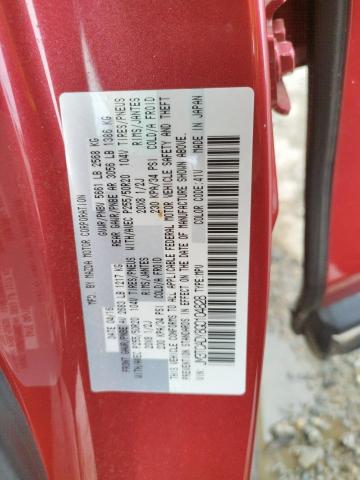 MFD. BY MAZDA MOTOR CORPORATION
DATE: 04/16 GVWR/PNBV 5661 LB 2568 KG
FRONT GAWR/PNBE AV 2683 LB 1217 KG REAR GAWR/PNBE AR 3056 LB 1386 KG
WITH/AVEC P255/50R20 104V TIRES/PNEUS WITH/AVEC P255/50R20 104V TIRES/PNEUS
20X8 1/2J RIMS/JANTES 20X8 1/2J RIMS/JANTES
230 KPA/34 PSI COLD/A FROID 230 KPA/34 PSI COLD/A FROID
THIS VEHICLE CONFORMS TO ALL APPLICABLE FEDERAL MOTOR VEHICLE SAFETY AND THEFT
PREVENTION STANDARDS IN EFFECT ON THE DATE OF MANUFACTURE SHOWN ABOVE.
MADE IN JAPAN
VIN: TYPE: MPV COLOR: 41V